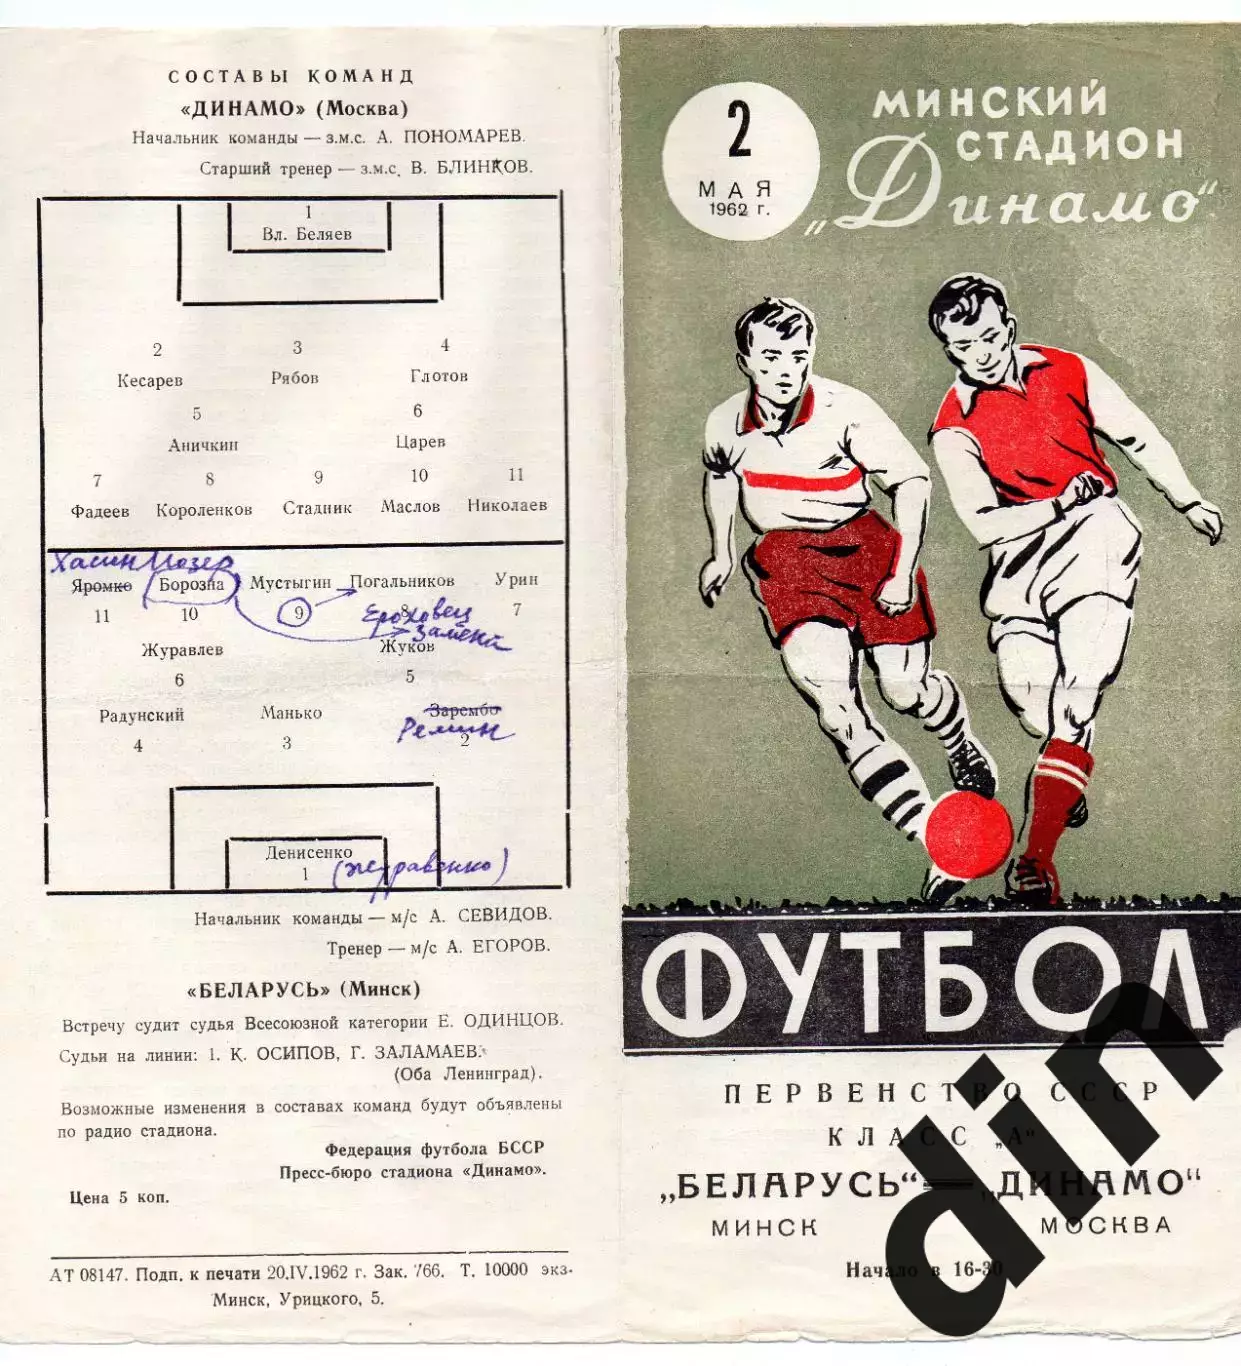 СОСТАВЫ КОМАНД
«ДИНАМО» (Москва)
Начальник команды — з.м.с. А. ПОНОМАРЕВ.
Старший тренер — з.м.с. В. БЛИНКОВ.
1
Вл. Беляев
2 3 4
Кесарев Рябов Глотов
5 6
Аничкин Царев
7 8 9 10 11
Фадеев Короленков Стадник Маслов Николаев
Хасин Мозер
Яромко Борозна Мустыгин Погальников Урин
11 10 9 8 7
Ероховец
замена
Журавлев Жуков
6 5
Радунский Манько Зарембо
Ремин
4 3 2
Денисенко
1 (Журавенко)
Начальник команды — м/с А. СЕВИДОВ.
Тренер — м/с А. ЕГОРОВ.
«БЕЛАРУСЬ» (Минск)
Встречу судит судья Всесоюзной категории Е. ОДИНЦОВ.
Судьи на линии: 1. К. ОСИПОВ, Г. ЗАЛАМАЕВ.
(Оба Ленинград).
Возможные изменения в составах команд будут объявлены
по радио стадиона.
Федерация футбола БССР
Пресс-бюро стадиона «Динамо».
Цена 5 коп.
АТ 08147. Подп. к печати 20.IV.1962 г. Зак. 766. Т. 10000 экз-
Минск, Урицкого, 5.
2
МАЯ
1962 г.
МИНСКИЙ
СТАДИОН
„Динамо“
ФУТБОЛ
ПЕРВЕНСТВО СССР
КЛАСС „А“
„БЕЛАРУСЬ“ — „ДИНАМО“
МИНСК МОСКВА
Начало в 16-30
din